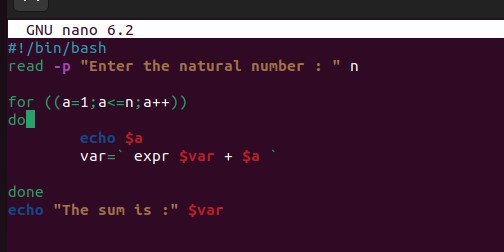 GNU nano 6.2
#!/bin/bash
read -p "Enter the natural number : " n
for ((a=1;a<=n;a++))
do
echo $a
var=` expr $var + $a `
done
echo "The sum is :" $var